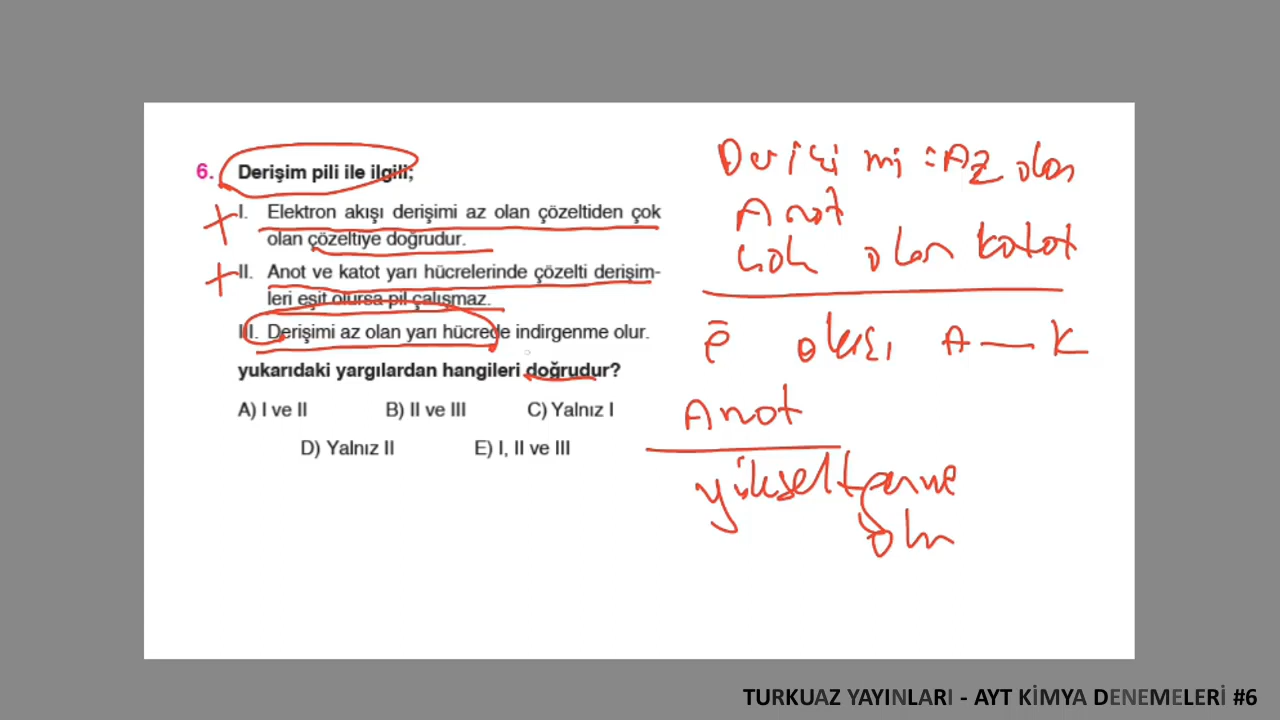 6. Derişim pili ile ilgili;
I. Elektron akışı derişimi az olan çözeltiden çok
olan çözeltiye doğrudur.
II. Anot ve katot yarı hücrelerinde çözelti derişim-
leri eşit olursa pil çalışmaz.
III. Derişimi az olan yarı hücrede indirgenme olur.
yukarıdaki yargılardan hangileri doğrudur?
A) I ve II B) II ve III C) Yalnız I
D) Yalnız II E) I, II ve III
Derişimi : Az olan
Anot
çok olan katot
ē akışı A — K
Anot
yükseltgenme
olur
TURKUAZ YAYINLARI - AYT KİMYA DENEMELERİ #6